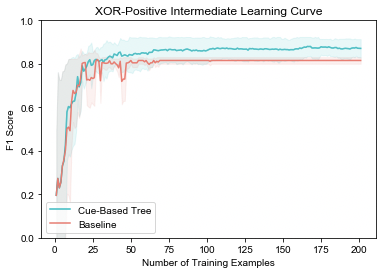 XOR-Positive Intermediate Learning Curve
1.0
0.8
0.6
0.4
0.2
0.0
F1 Score
Cue-Based Tree
Baseline
0 25 50 75 100 125 150 175 200
Number of Training Examples